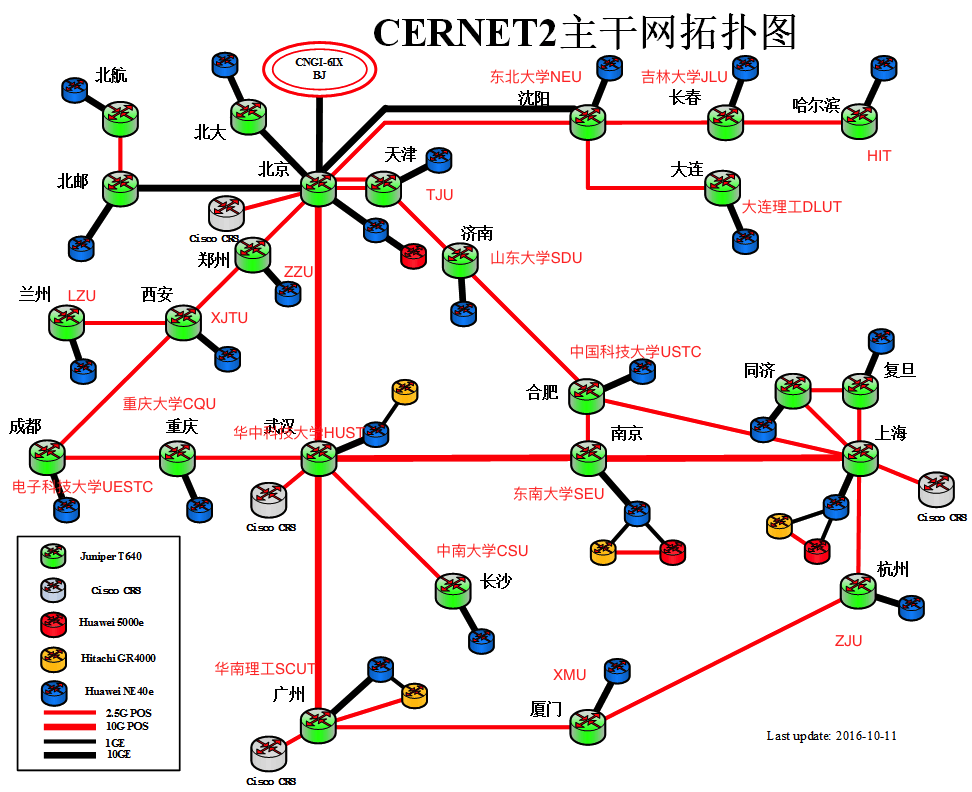 CERNET2主干网拓扑图
CNGI-6IX
BJ
北航
北大
东北大学NEU
沈阳
吉林大学JLU
长春
哈尔滨
HIT
北邮
北京
天津
TJU
大连
大连理工DLUT
Cisco CRS
郑州
ZZU
济南
山东大学SDU
兰州
LZU
西安
XJTU
中国科技大学USTC
合肥
同济
复旦
重庆大学CQU
成都
重庆
武汉
华中科技大学HUST
南京
上海
电子科技大学UESTC
东南大学SEU
Cisco CRS
Cisco CRS
中南大学CSU
长沙
杭州
ZJU
华南理工SCUT
广州
XMU
厦门
Cisco CRS
Juniper T640
Cisco CRS
Huawei 5000e
Hitachi GR4000
Huawei NE40e
2.5G POS
10G POS
1GE
10GE
Last update: 2016-10-11